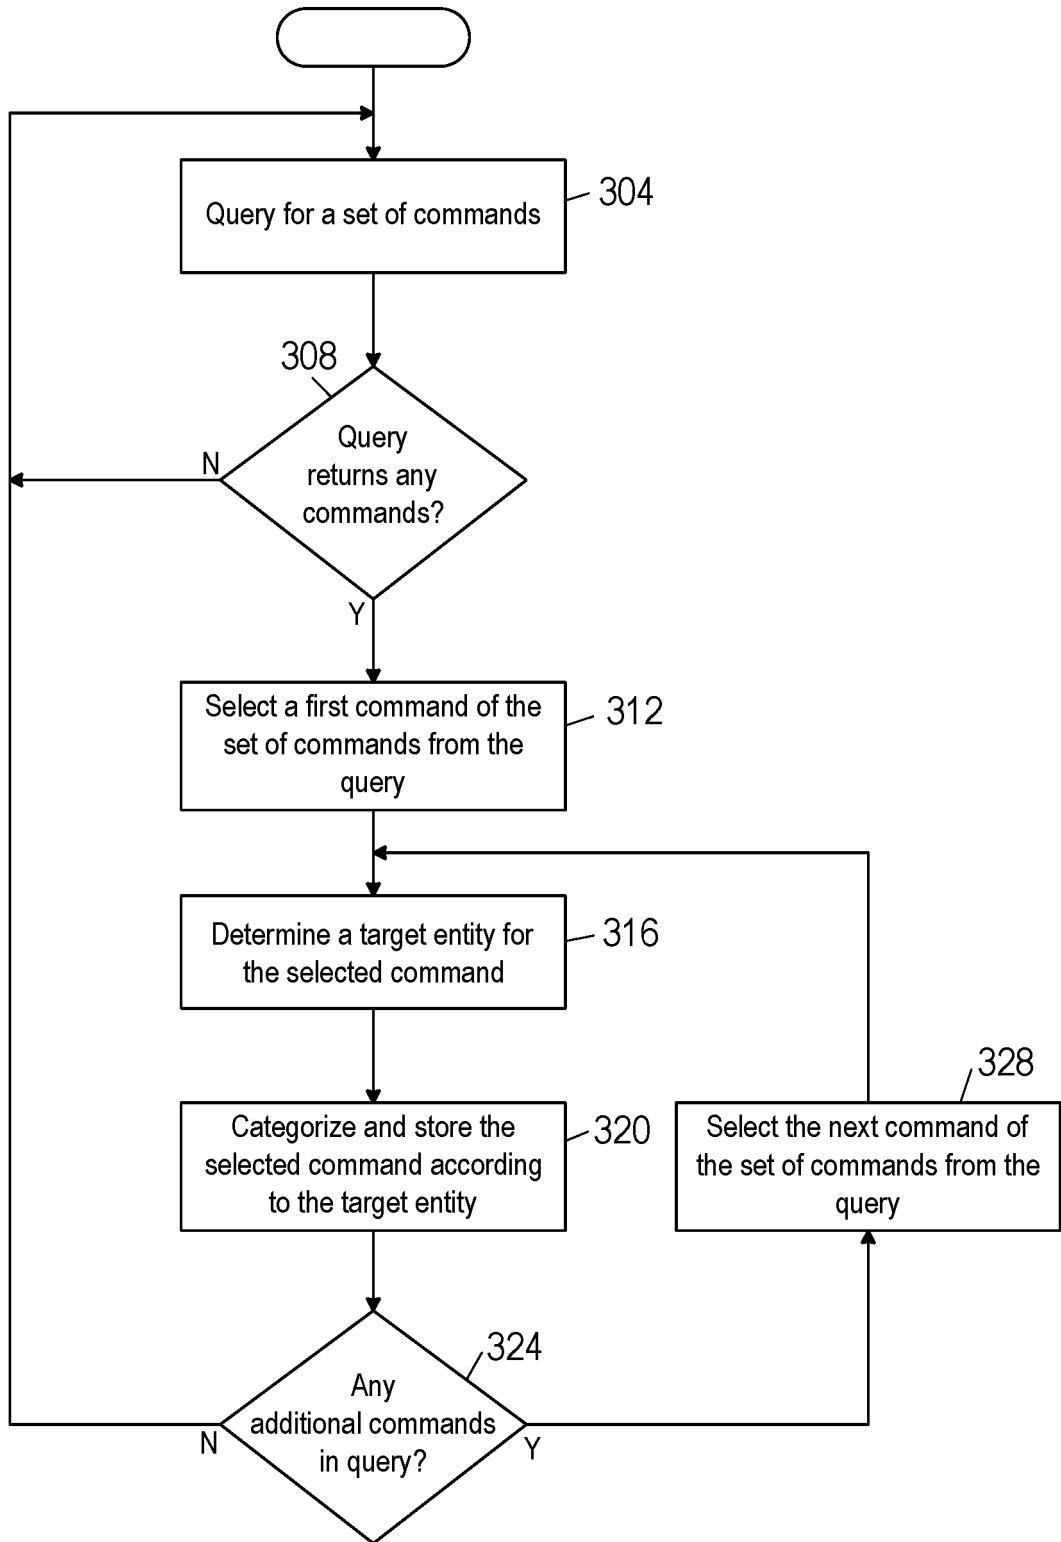 Query for a set of commands
304
308
Query
returns any
commands?
N
Y
Select a first command of the
set of commands from the
query
312
Determine a target entity for
the selected command
316
Categorize and store the
selected command according
to the target entity
320
328
Select the next command of
the set of commands from the
query
324
Any
additional commands
in query?
N
Y